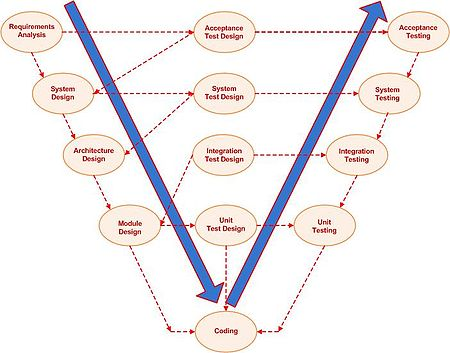 Requirements
Analysis
Acceptance
Test Design
Acceptance
Testing
System
Design
System
Test Design
System
Testing
Architecture
Design
Integration
Test Design
Integration
Testing
Module
Design
Unit
Test Design
Unit
Testing
Coding